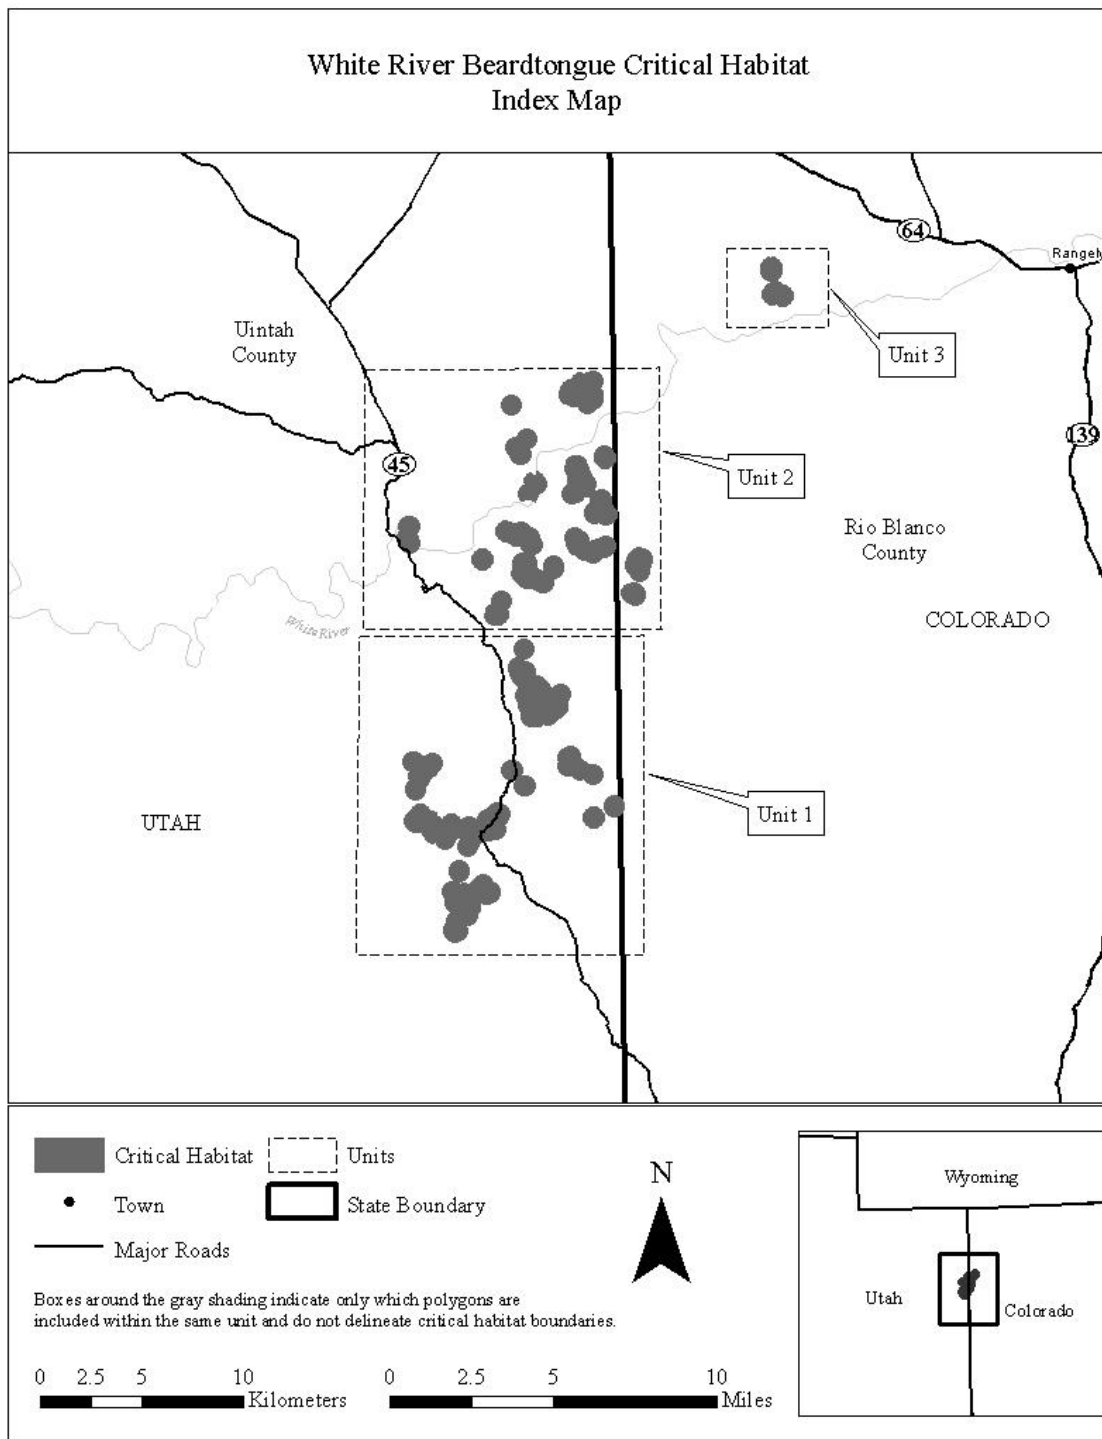 White River Beardtongue Critical Habitat
Index Map
64
Rangely
Uintah
County
Unit 3
139
45
Unit 2
Rio Blanco
County
COLORADO
White River
Unit 1
UTAH
Critical Habitat
Units
Town
State Boundary
Major Roads
N
Boxes around the gray shading indicate only which polygons are
included within the same unit and do not delineate critical habitat boundaries.
0 2.5 5 10
Kilometers
0 2.5 5 10
Miles
Wyoming
Utah
Colorado